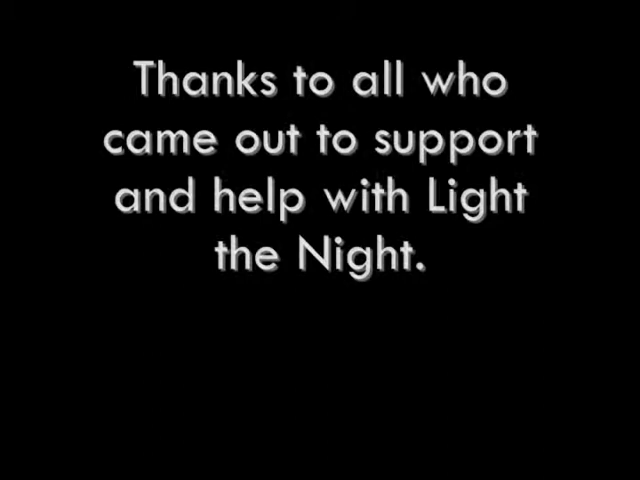 Thanks to all who
came out to support
and help with Light
the Night.